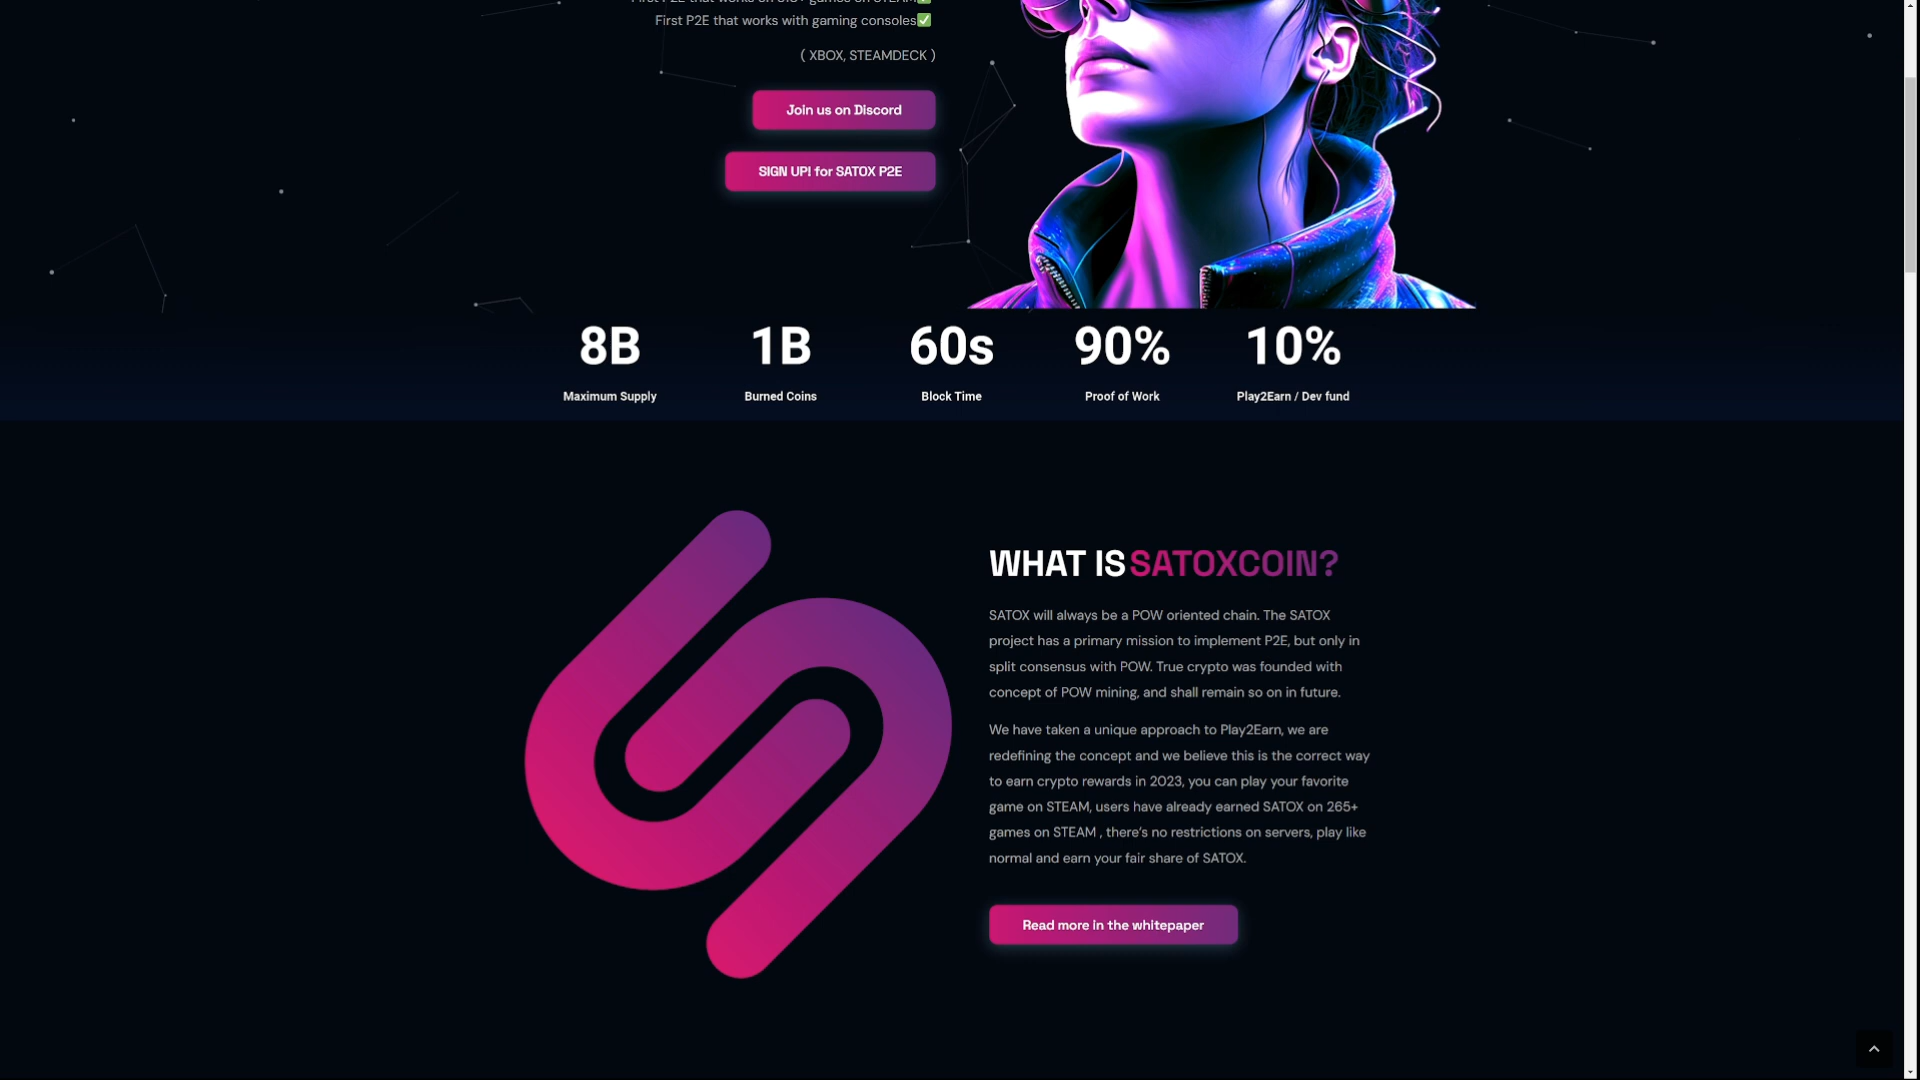 First P2E that works with gaming consoles✅
( XBOX, STEAMDECK )
Join us on Discord
SIGN UP! for SATOX P2E
8B
1B
60s
90%
10%
Maximum Supply
Burned Coins
Block Time
Proof of Work
Play2Earn / Dev fund
WHAT IS SATOXCOIN?
SATOX will always be a POW oriented chain. The SATOX
project has a primary mission to implement P2E, but only in
split consensus with POW. True crypto was founded with
concept of POW mining, and shall remain so on in future.
We have taken a unique approach to Play2Earn, we are
redefining the concept and we believe this is the correct way
to earn crypto rewards in 2023, you can play your favorite
game on STEAM, users have already earned SATOX on 265+
games on STEAM , there's no restrictions on servers, play like
normal and earn your fair share of SATOX.
Read more in the whitepaper